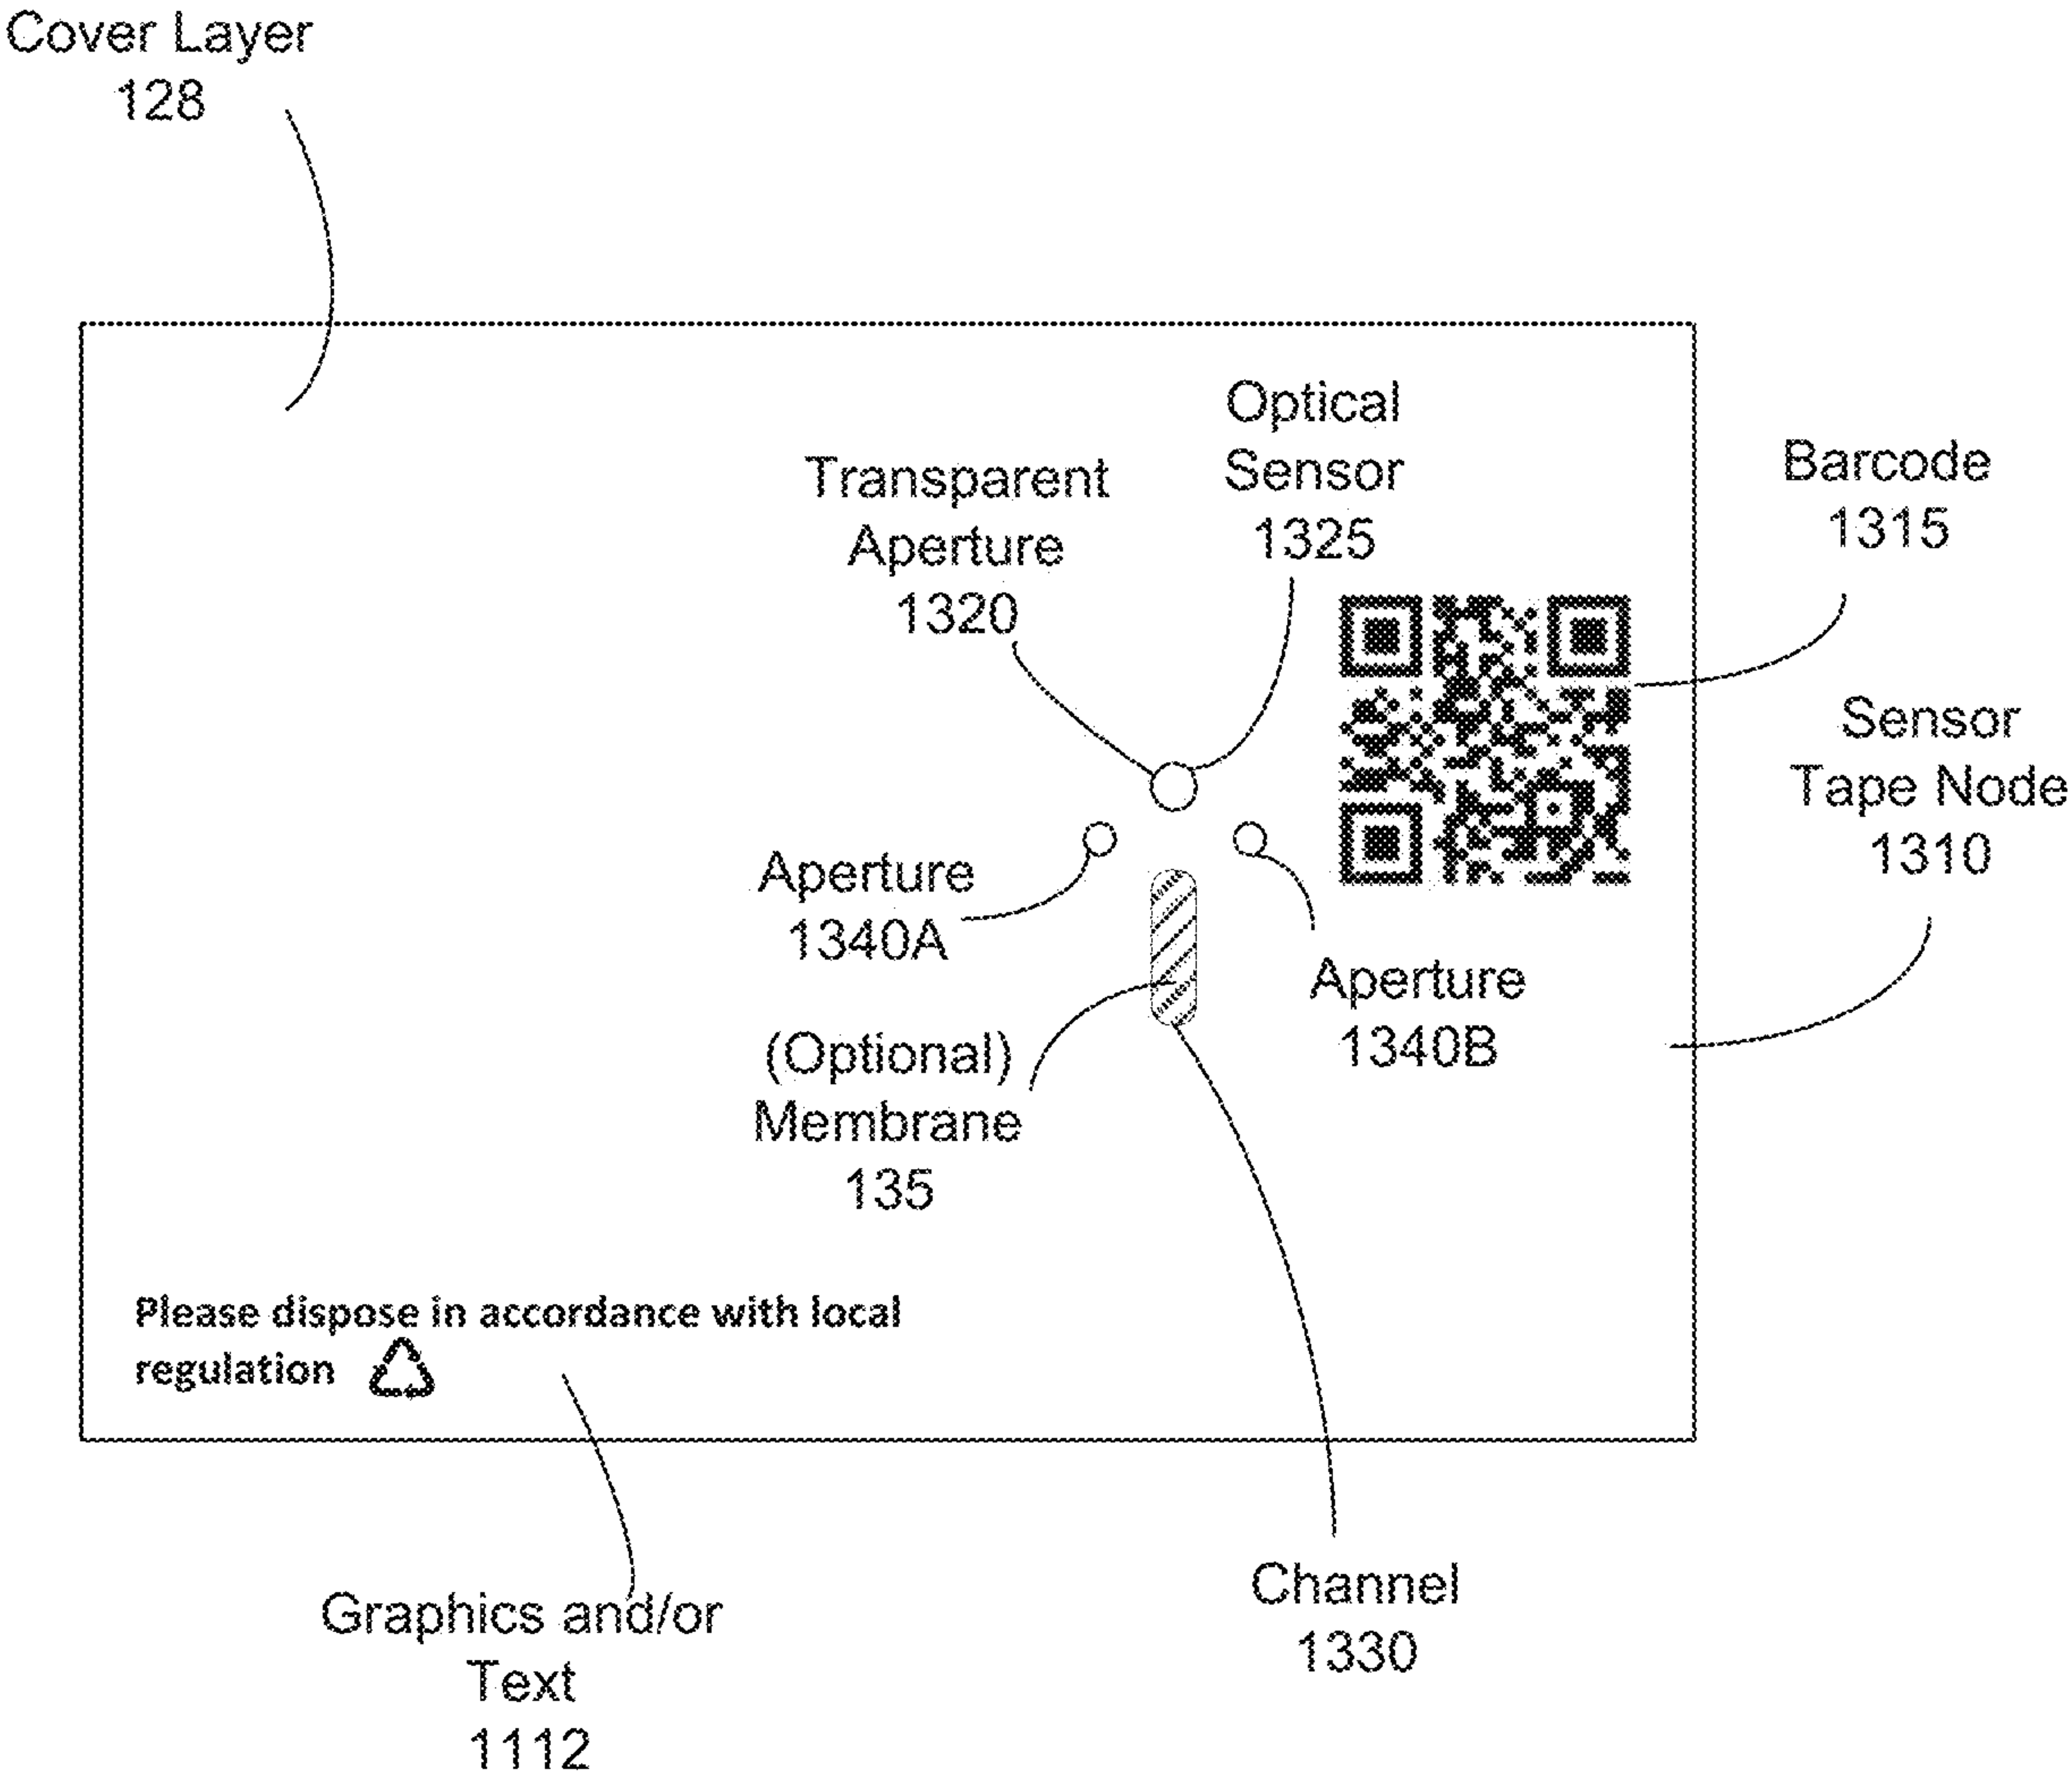 Cover Layer
128
Optical
Sensor
1325
Transparent
Aperture
1320
Barcode
1315
Sensor
Tape Node
1310
Aperture
1340A
Aperture
1340B
(Optional)
Membrane
135
Please dispose in accordance with local
regulation
Channel
1330
Graphics and/or
Text
1112